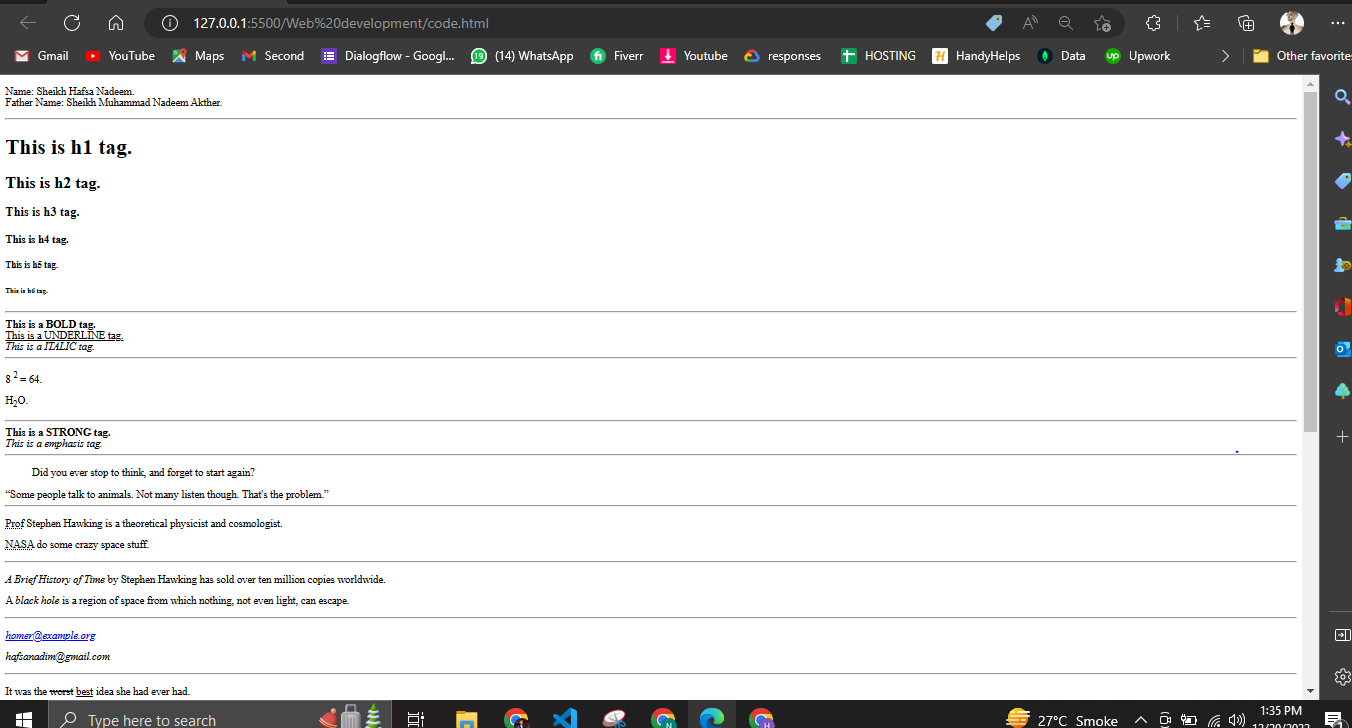 127.0.0.1:5500/Web%20development/code.html
Gmail YouTube Maps Second Dialogflow - Googl... (14) WhatsApp Fiverr Youtube responses HOSTING HandyHelps Data Upwork Other favorites
Name: Sheikh Hafsa Nadeem.
Father Name: Sheikh Muhammad Nadeem Akther.
This is h1 tag.
This is h2 tag.
This is h3 tag.
This is h4 tag.
This is h5 tag.
This is h6 tag.
This is a BOLD tag.
This is a UNDERLINE tag.
This is a ITALIC tag.
8 2 = 64.
H2O.
This is a STRONG tag.
This is a emphasis tag.
Did you ever stop to think, and forget to start again?
“Some people talk to animals. Not many listen though. That's the problem.”
Prof Stephen Hawking is a theoretical physicist and cosmologist.
NASA do some crazy space stuff.
A Brief History of Time by Stephen Hawking has sold over ten million copies worldwide.
A black hole is a region of space from which nothing, not even light, can escape.
homer@example.org
hafsanadim@gmail.com
It was the worst best idea she had ever had.
Type here to search
27°C Smoke
1:35 PM